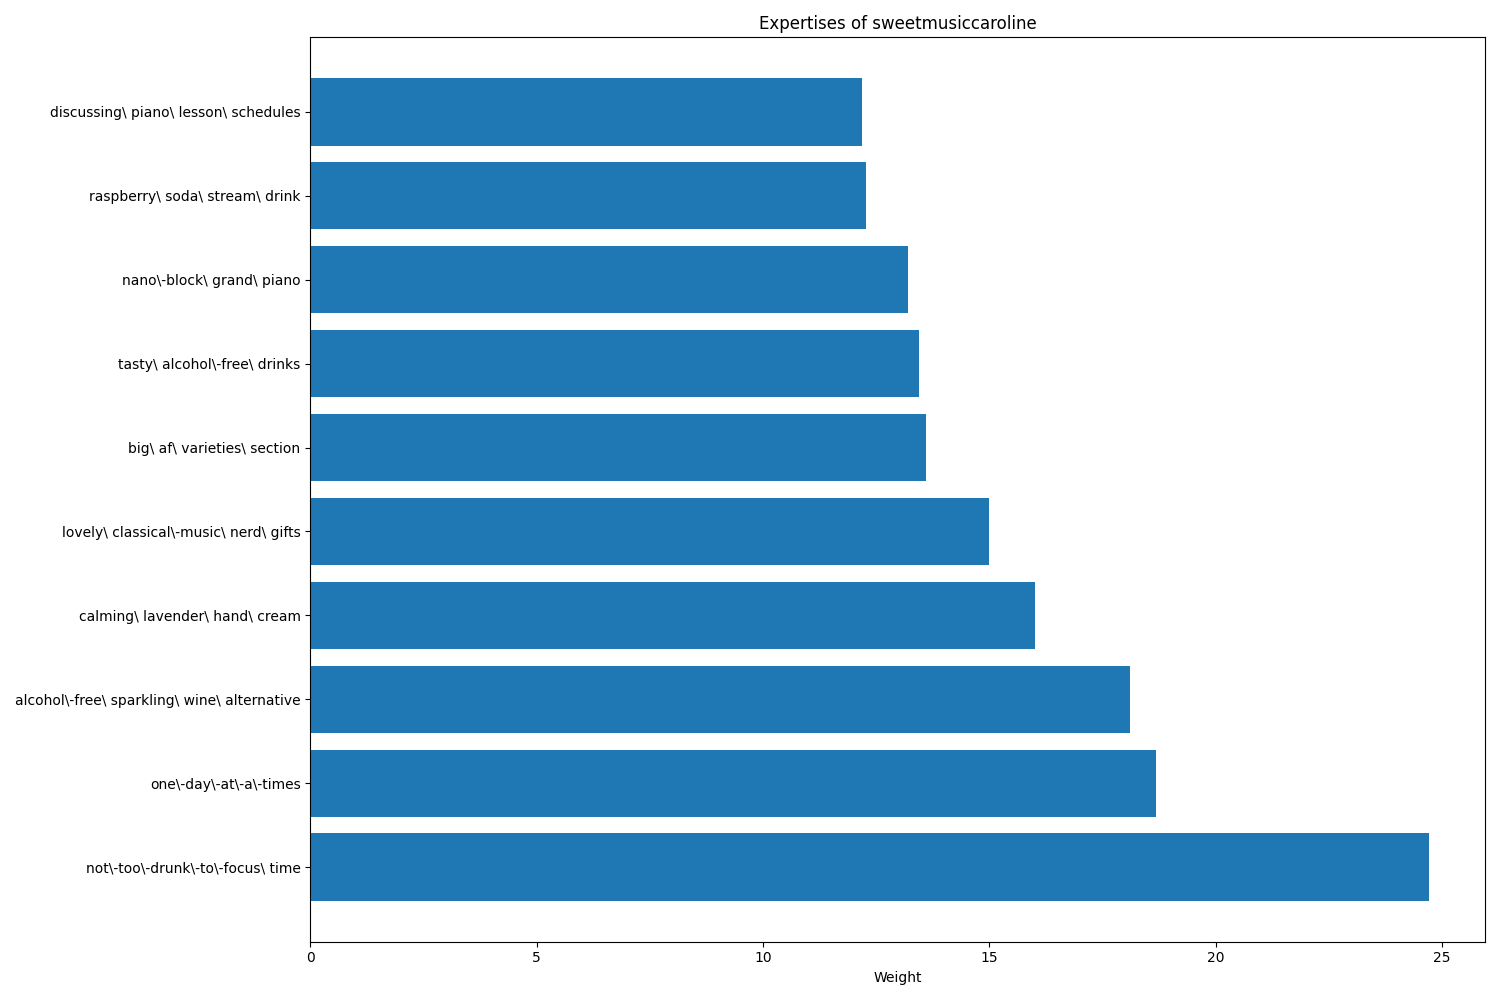 Expertises of sweetmusiccaroline
discussing\ piano\ lesson\ schedules
raspberry\ soda\ stream\ drink
nano\-block\ grand\ piano
tasty\ alcohol\-free\ drinks
big\ af\ varieties\ section
lovely\ classical\-music\ nerd\ gifts
calming\ lavender\ hand\ cream
alcohol\-free\ sparkling\ wine\ alternative
one\-day\-at\-a\-times
not\-too\-drunk\-to\-focus\ time
0 5 10 15 20 25
Weight